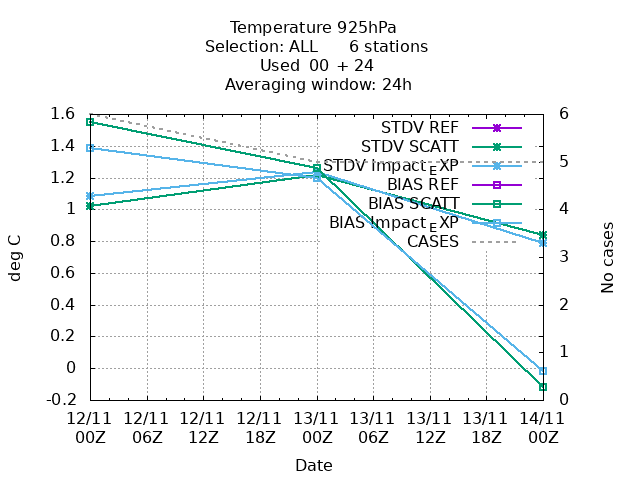 Temperature 925hPa
Selection: ALL 6 stations
Used 00 + 24
Averaging window: 24h
1.6
1.4
1.2
1
0.8
0.6
0.4
0.2
0
-0.2
deg C
6
5
4
3
2
1
0
No cases
STDV REF
STDV SCATT
STDV Impact_EXP
BIAS REF
BIAS SCATT
BIAS Impact_EXP
CASES
12/11 12/11 12/11 12/11 13/11 13/11 13/11 13/11 14/11
00Z 06Z 12Z 18Z 00Z 06Z 12Z 18Z 00Z
Date